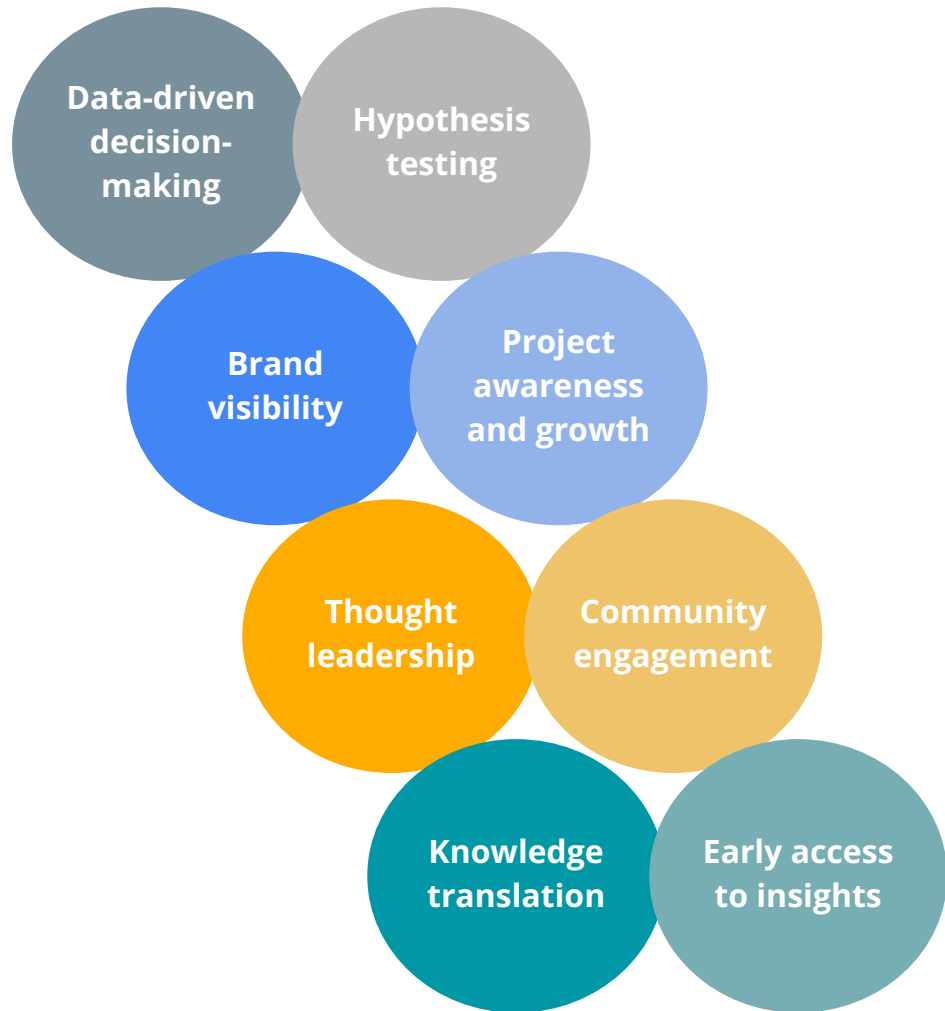 Data-driven
decision-
making
Hypothesis
testing
Brand
visibility
Project
awareness
and growth
Thought
leadership
Community
engagement
Knowledge
translation
Early access
to insights